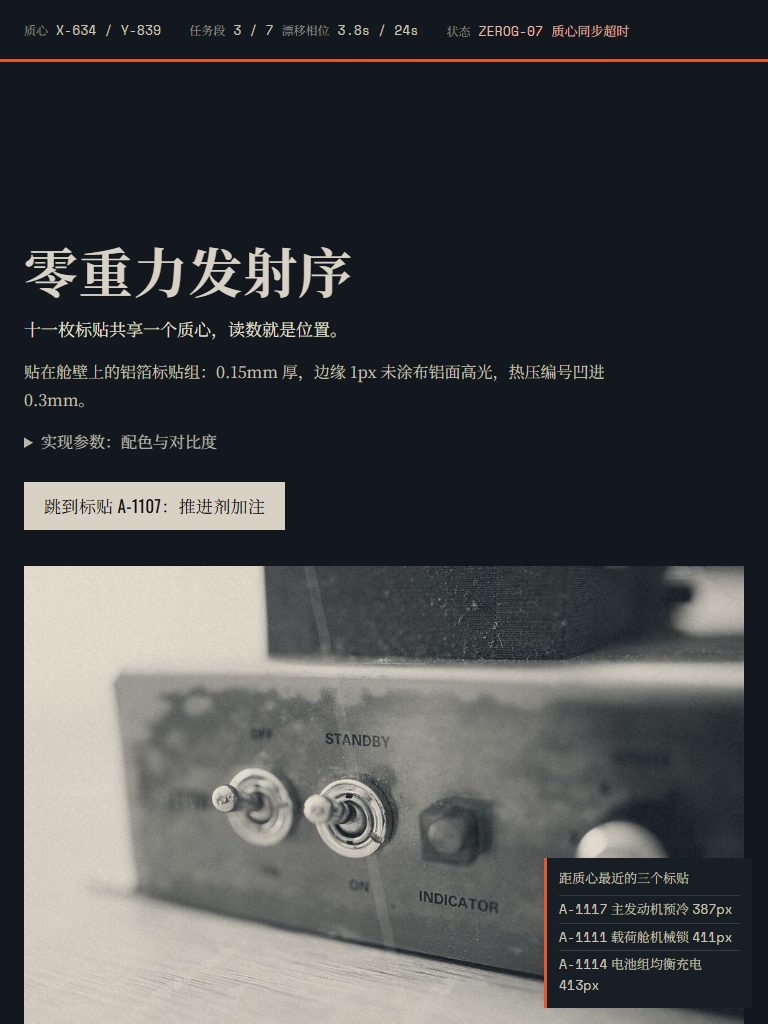 质心 X-634 / Y-839 任务段 3 / 7 漂移相位 3.8s / 24s 状态 ZEROG-07 质心同步超时
零重力发射序
十一枚标贴共享一个质心，读数就是位置。
贴在舱壁上的铝箔标贴组：0.15mm 厚，边缘 1px 未涂布铝面高光，热压编号凹进
0.3mm。
▶ 实现参数：配色与对比度
跳到标贴 A-1107：推进剂加注
OFF
STANDBY
ON
INDICATOR
距质心最近的三个标贴
A-1117 主发动机预冷 387px
A-1111 载荷舱机械锁 411px
A-1114 电池组均衡充电
413px